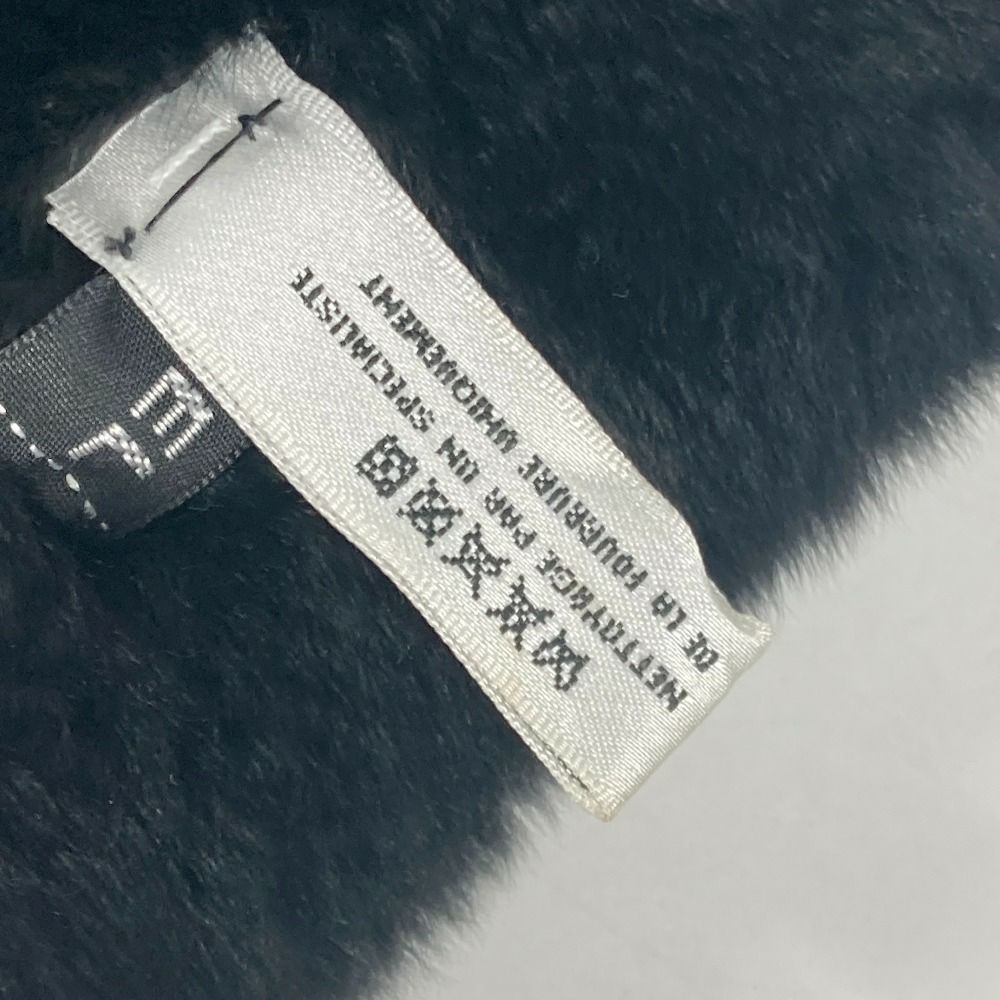 NETTOYAGE PAR UN SPECIALISTE
DE LA FOURRURE UNIQUEMENT